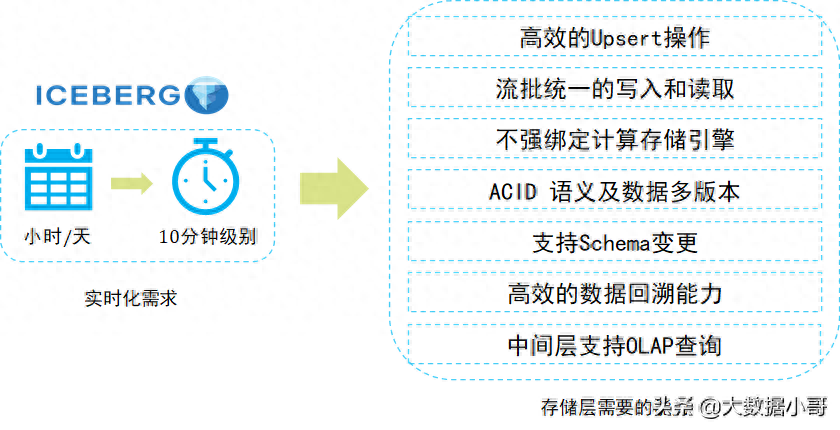 ICEBERG
小时/天
10分钟级别
实时化需求
高效的Upsert操作
流批统一的写入和读取
不强绑定计算存储引擎
ACID 语义及数据多版本
支持Schema变更
高效的数据回溯能力
中间层支持OLAP查询
存储层需要的
头条 @大数据小哥